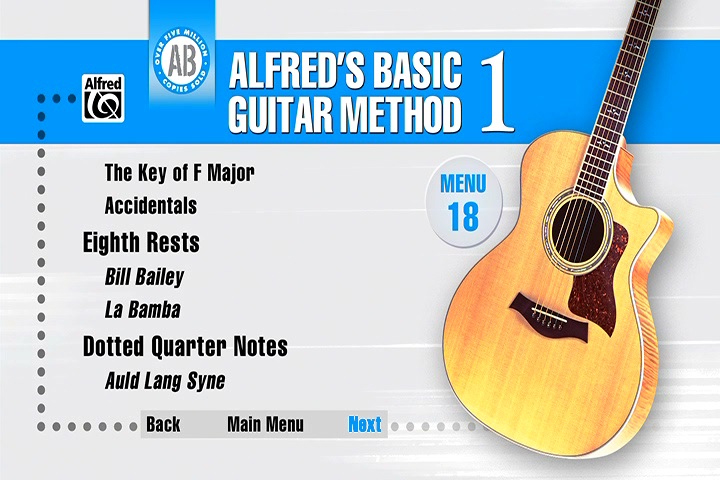 OVER FIVE MILLION
AB
COPIES SOLD
Alfred
ALFRED'S BASIC
GUITAR METHOD 1
The Key of F Major
Accidentals
Eighth Rests
Bill Bailey
La Bamba
Dotted Quarter Notes
Auld Lang Syne
MENU
18
Back Main Menu Next